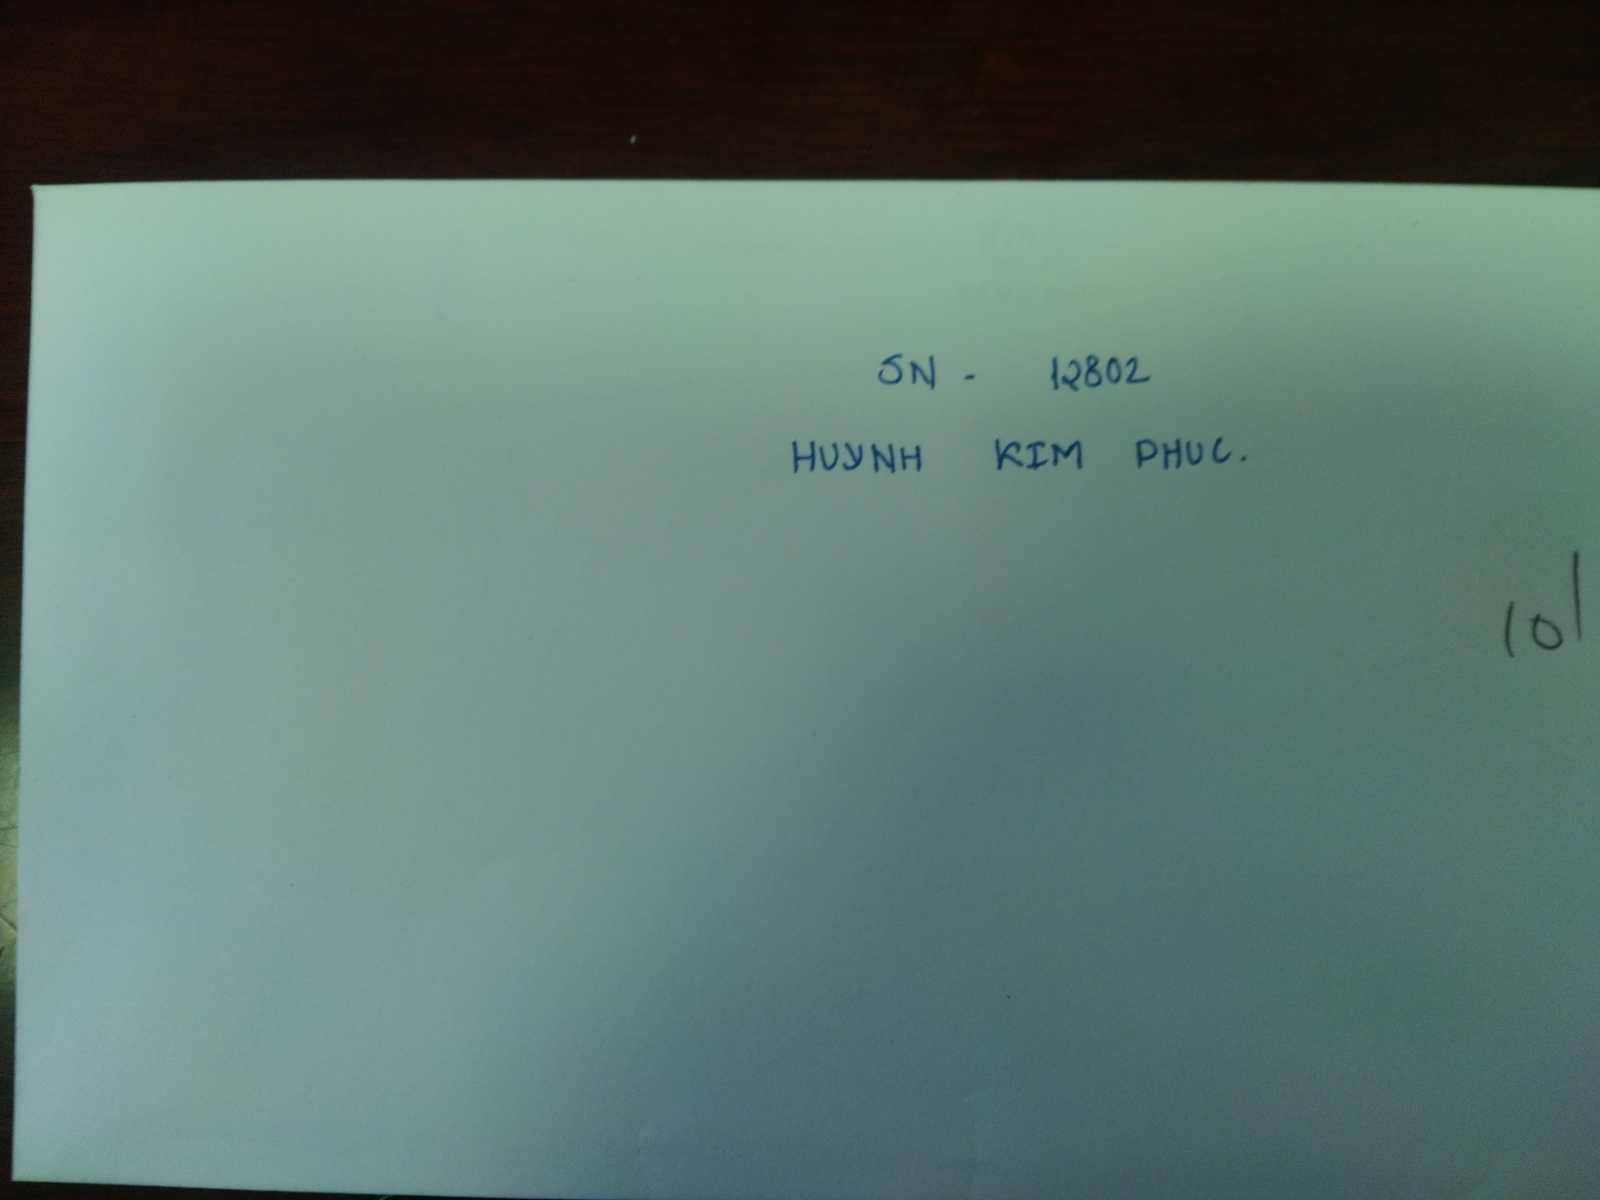 SN - 12802
HUYNH KIM PHUC.
10/